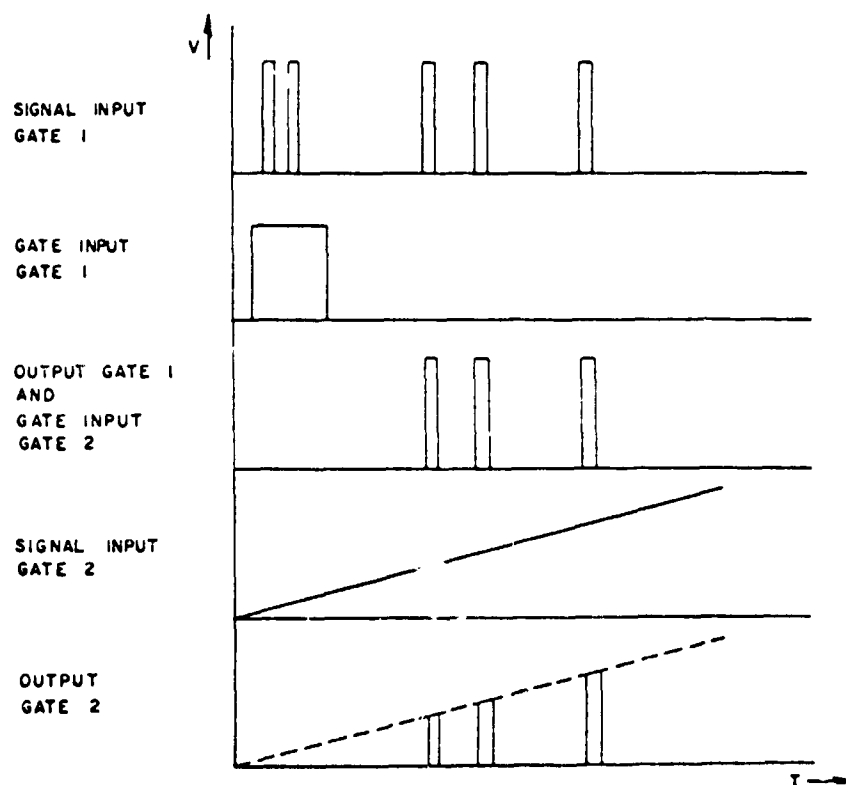 V
SIGNAL INPUT
GATE 1
GATE INPUT
GATE 1
OUTPUT GATE 1
AND
GATE INPUT
GATE 2
SIGNAL INPUT
GATE 2
OUTPUT
GATE 2
T